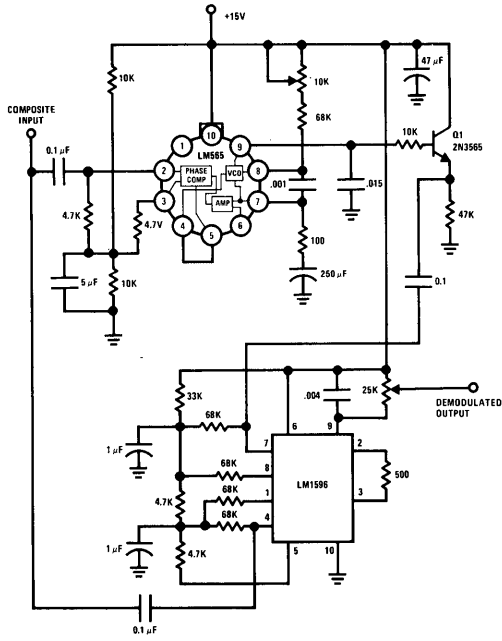 +15V
47 μF
10K
10K
COMPOSITE
INPUT
68K
Q1
2N3565
0.1 μF
LM565
10K
1
10
9
2
PHASE
COMP
VCO
8
.001
.015
3
AMP
7
4.7K
4.7V
4
5
6
47K
100
5 μF
10K
250 μF
0.1
33K
.004
25K
DEMODULATED
OUTPUT
68K
6
9
1 μF
7
2
68K
8
LM1596
500
68K
1
4.7K
68K
4
3
1 μF
4.7K
5
10
0.1 μF